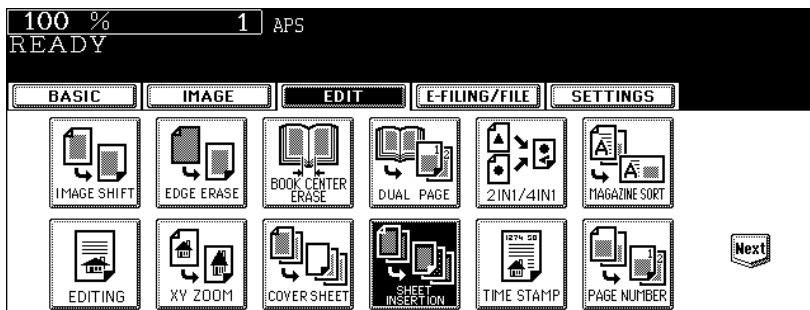 100 % 1 APS
READY
BASIC IMAGE EDIT E-FILING/FILE SETTINGS
IMAGE SHIFT EDGE ERASE BOOK CENTER ERASE DUAL PAGE 2IN1/4IN1 MAGAZINE SORT
EDITING XY ZOOM COVER SHEET SHEET INSERTION TIME STAMP PAGE NUMBER Next